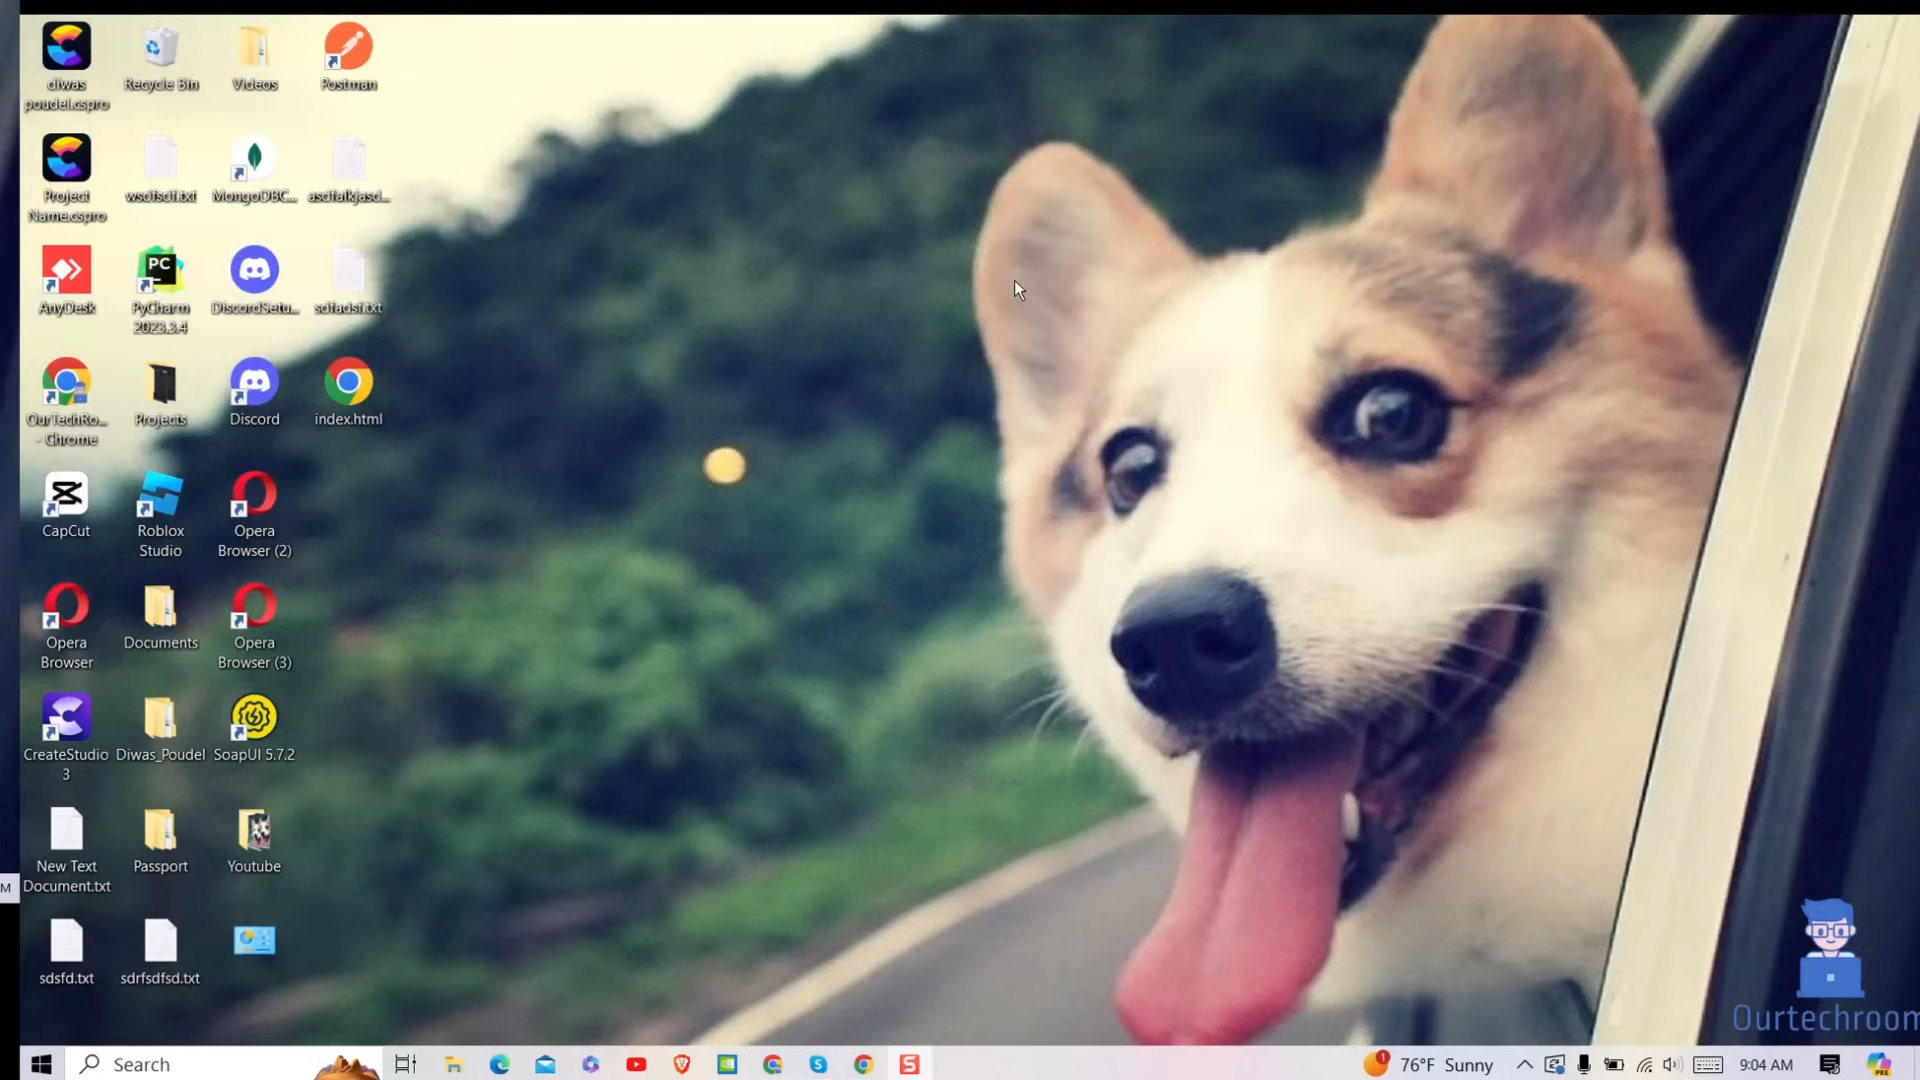 diwas
poudel.cspro
Recycle Bin
Videos
Postman
Project
Name.cspro
wsdfsdf.txt
MongoDBC...
AnyDesk
PyCharm
2023.3.4
DiscordSetu...
sdfadsf.txt
OurTechRo...
- Chrome
Projects
Discord
index.html
CapCut
Roblox
Studio
Opera
Browser (2)
Opera
Browser
Documents
Opera
Browser (3)
CreateStudio
3
Diwas_Poudel
SoapUI 5.7.2
New Text
Document.txt
Passport
Youtube
M
sdsfd.txt
sdrfsdfsd.txt
Ourtechroom
Search
76°F Sunny
9:04 AM